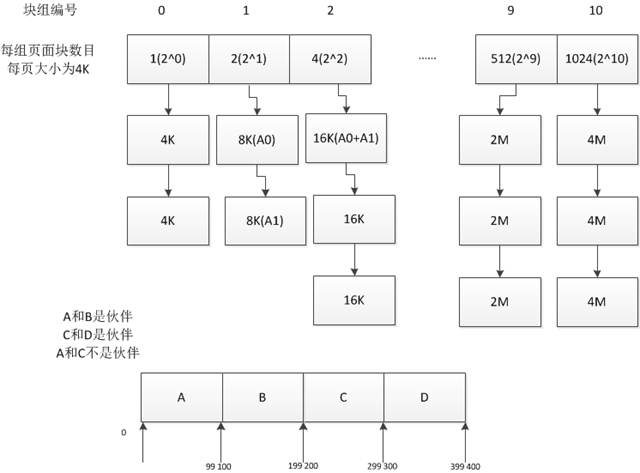 块组编号 0 1 2 9 10
每组页面块数目
每页大小为4K
1(2^0) 2(2^1) 4(2^2) ...... 512(2^9) 1024(2^10)
4K 8K(A0) 16K(A0+A1) 2M 4M
4K 8K(A1) 16K 2M 4M
16K 2M 4M
A和B是伙伴
C和D是伙伴
A和C不是伙伴
A B C D
0
99 100 199 200 299 300 399 400